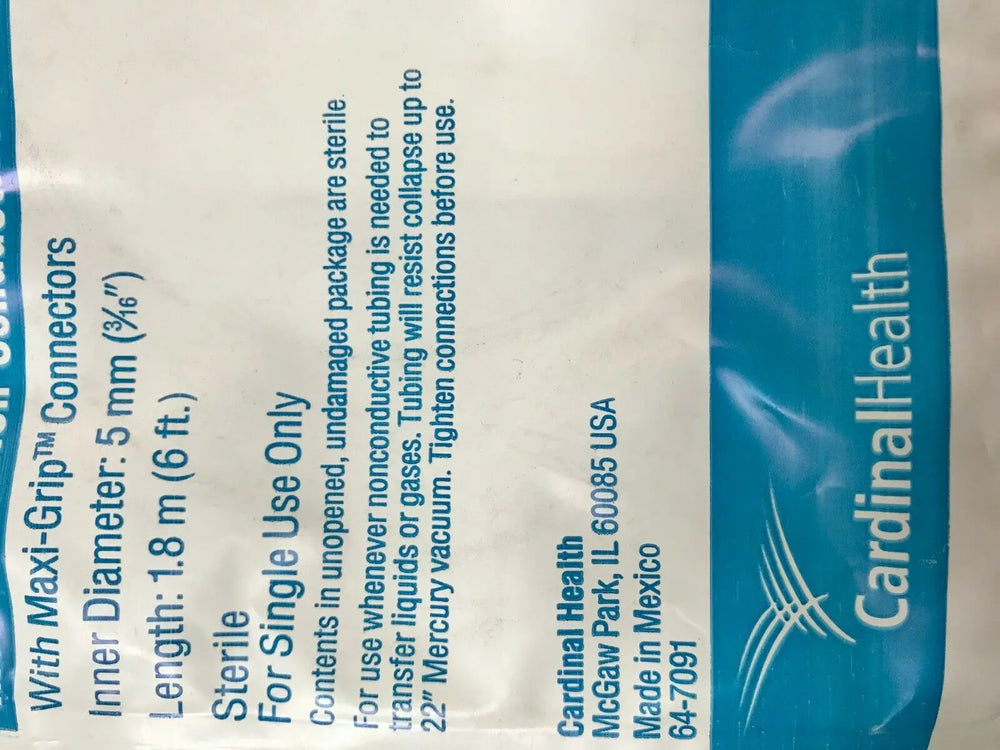 With Maxi-Grip™ Connectors
Inner Diameter: 5 mm (3/16")
Length: 1.8 m (6 ft.)
Sterile
For Single Use Only
Contents in unopened, undamaged package are sterile.
For use whenever nonconductive tubing is needed to
transfer liquids or gases. Tubing will resist collapse up to
22" Mercury vacuum. Tighten connections before use.
Cardinal Health
McGaw Park, IL 60085 USA
Made in Mexico
64-7091
CardinalHealth